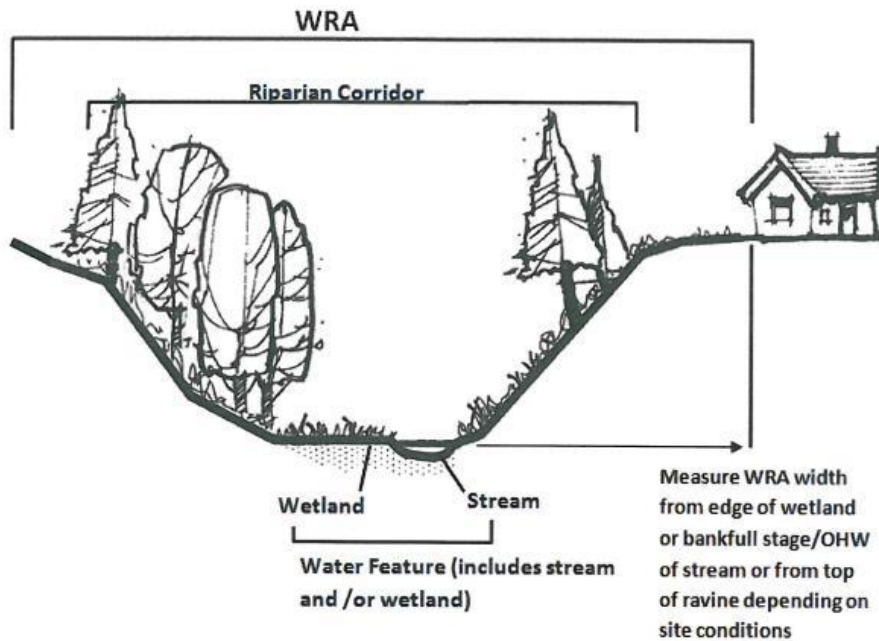 WRA
Riparian Corridor
Wetland
Stream
Water Feature (includes stream
and /or wetland)
Measure WRA width
from edge of wetland
or bankfull stage/OHW
of stream or from top
of ravine depending on
site conditions